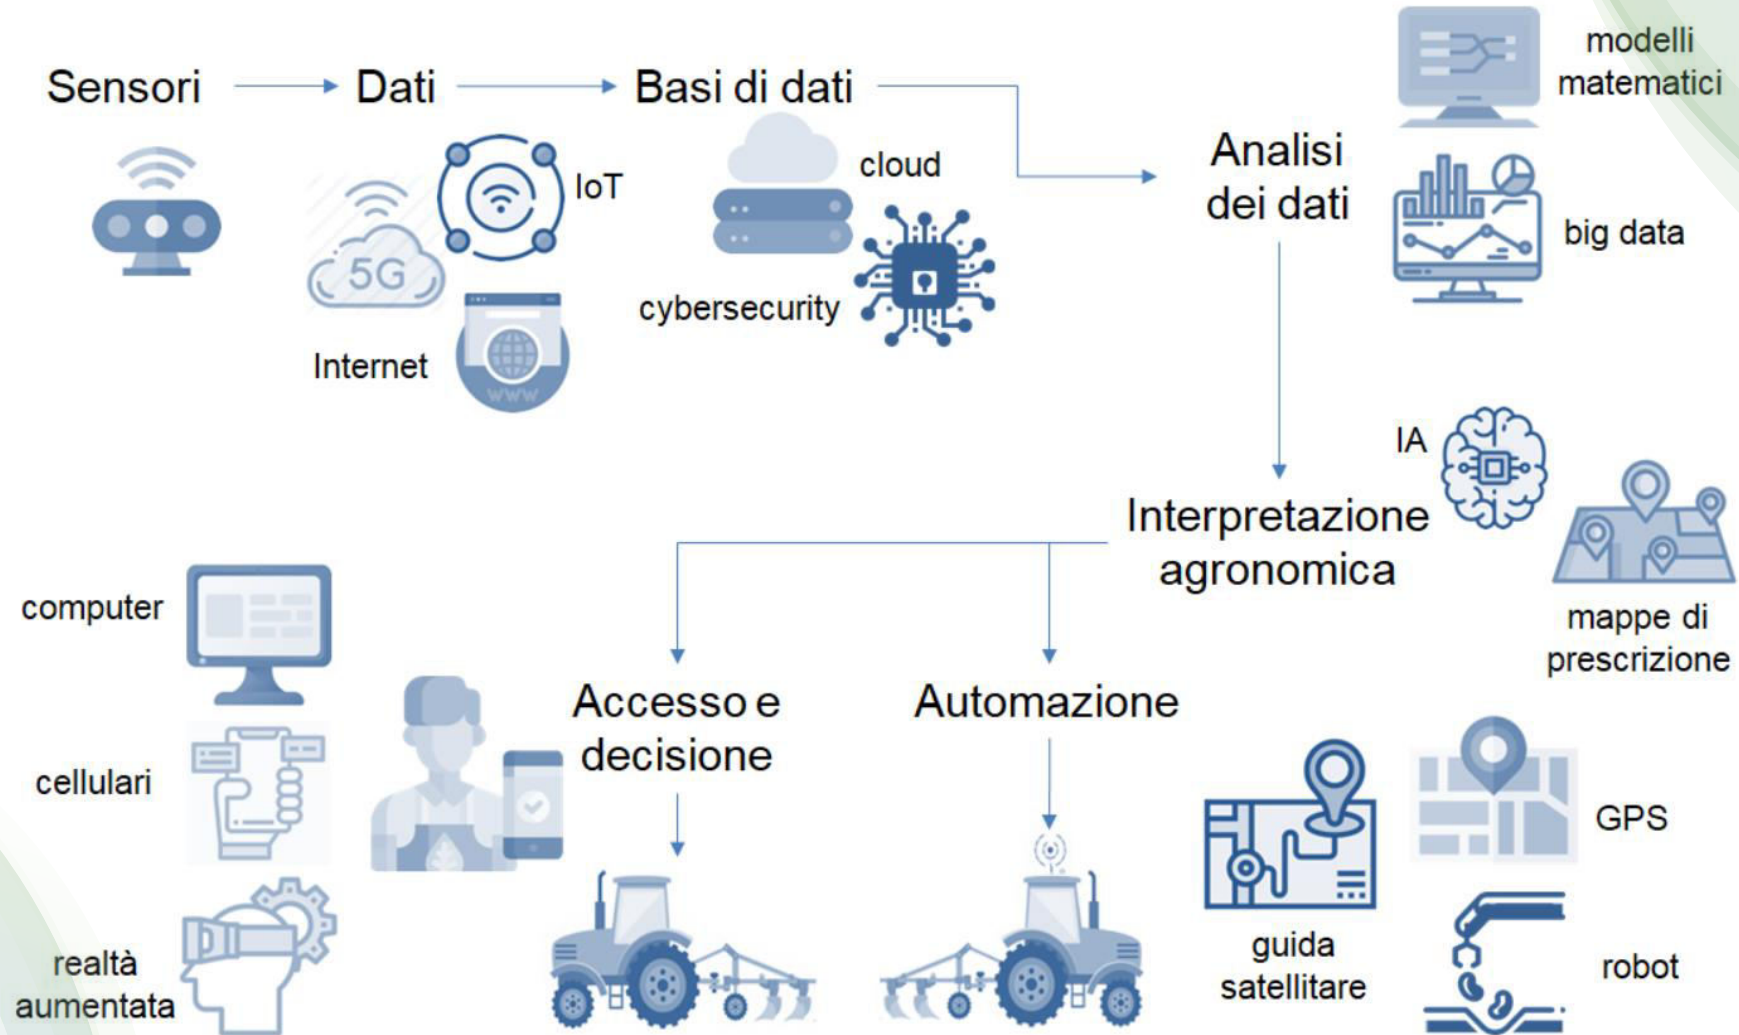 Sensori
Dati
Basi di dati
modelli
matematici
Analisi
dei dati
IoT
cloud
5G
big data
cybersecurity
Internet
www
IA
Interpretazione
agronomica
mappe di
prescrizione
computer
Accesso e
decisione
Automazione
cellulari
GPS
guida
satellitare
robot
realtà
aumentata